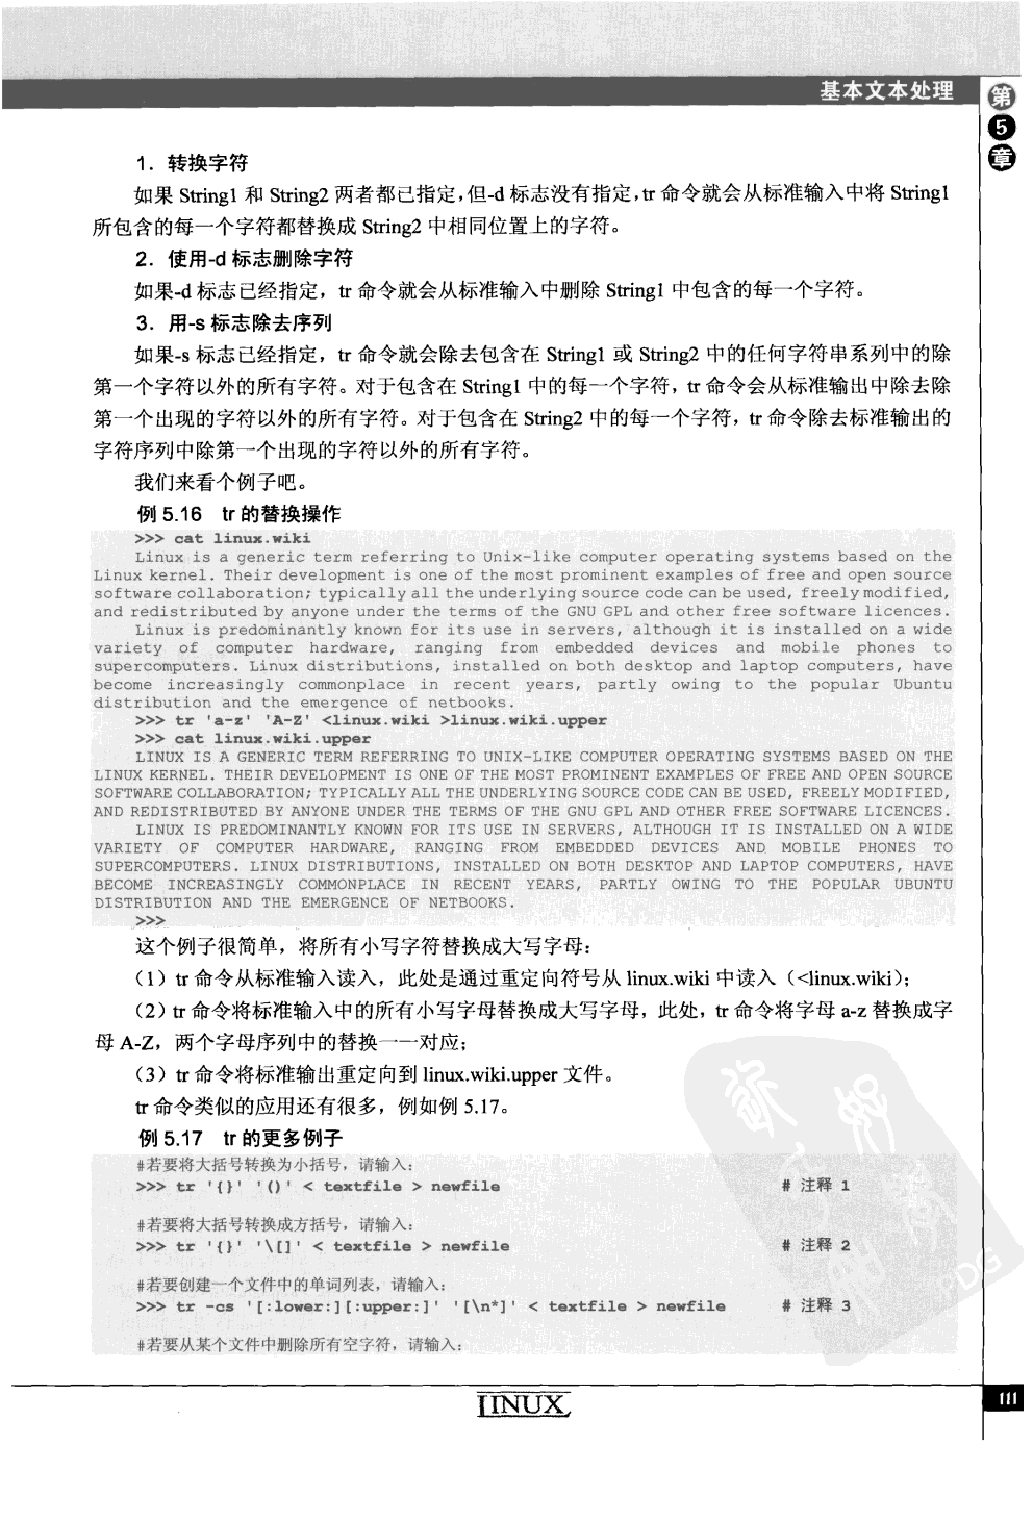 基本文本处理
第5章
1．转换字符
如果 String1 和 String2 两者都已指定，但-d 标志没有指定，tr 命令就会从标准输入中将 String1
所包含的每一个字符都替换成 String2 中相同位置上的字符。
2．使用-d 标志删除字符
如果-d 标志已经指定，tr 命令就会从标准输入中删除 String1 中包含的每一个字符。
3．用-s 标志除去序列
如果-s 标志已经指定，tr 命令就会除去包含在 String1 或 String2 中的任何字符串系列中的除
第一个字符以外的所有字符。对于包含在 String1 中的每一个字符，tr 命令会从标准输出中除去除
第一个出现的字符以外的所有字符。对于包含在 String2 中的每一个字符，tr 命令除去标准输出的
字符序列中除第一个出现的字符以外的所有字符。
我们来看个例子吧。
例 5.16 tr 的替换操作
>>> cat linux.wiki
Linux is a generic term referring to Unix-like computer operating systems based on the
Linux kernel. Their development is one of the most prominent examples of free and open source
software collaboration; typically all the underlying source code can be used, freely modified,
and redistributed by anyone under the terms of the GNU GPL and other free software licences.
Linux is predominantly known for its use in servers, although it is installed on a wide
variety of computer hardware, ranging from embedded devices and mobile phones to
supercomputers. Linux distributions, installed on both desktop and laptop computers, have
become increasingly commonplace in recent years, partly owing to the popular Ubuntu
distribution and the emergence of netbooks.
>>> tr 'a-z' 'A-Z' <linux.wiki >linux.wiki.upper
>>> cat linux.wiki.upper
LINUX IS A GENERIC TERM REFERRING TO UNIX-LIKE COMPUTER OPERATING SYSTEMS BASED ON THE
LINUX KERNEL. THEIR DEVELOPMENT IS ONE OF THE MOST PROMINENT EXAMPLES OF FREE AND OPEN SOURCE
SOFTWARE COLLABORATION; TYPICALLY ALL THE UNDERLYING SOURCE CODE CAN BE USED, FREELY MODIFIED,
AND REDISTRIBUTED BY ANYONE UNDER THE TERMS OF THE GNU GPL AND OTHER FREE SOFTWARE LICENCES.
LINUX IS PREDOMINANTLY KNOWN FOR ITS USE IN SERVERS, ALTHOUGH IT IS INSTALLED ON A WIDE
VARIETY OF COMPUTER HARDWARE, RANGING FROM EMBEDDED DEVICES AND MOBILE PHONES TO
SUPERCOMPUTERS. LINUX DISTRIBUTIONS, INSTALLED ON BOTH DESKTOP AND LAPTOP COMPUTERS, HAVE
BECOME INCREASINGLY COMMONPLACE IN RECENT YEARS, PARTLY OWING TO THE POPULAR UBUNTU
DISTRIBUTION AND THE EMERGENCE OF NETBOOKS.
>>>
这个例子很简单，将所有小写字符替换成大写字母：
（1）tr 命令从标准输入读入，此处是通过重定向符号从 linux.wiki 中读入（<linux.wiki）；
（2）tr 命令将标准输入中的所有小写字母替换成大写字母，此处，tr 命令将字母 a-z 替换成字
母 A-Z，两个字母序列中的替换一一对应；
（3）tr 命令将标准输出重定向到 linux.wiki.upper 文件。
tr 命令类似的应用还有很多，例如例 5.17。
例 5.17 tr 的更多例子
#若要将大括号转换为小括号，请输入：
>>> tr '{}' '()' < textfile > newfile # 注释 1
#若要将大括号转换成方括号，请输入：
>>> tr '{}' '\[]' < textfile > newfile # 注释 2
#若要创建一个文件中的单词列表，请输入：
>>> tr -cs '[:lower:][:upper:]' '[\n*]' < textfile > newfile # 注释 3
#若要从某个文件中删除所有空字符，请输入：
LINUX
111